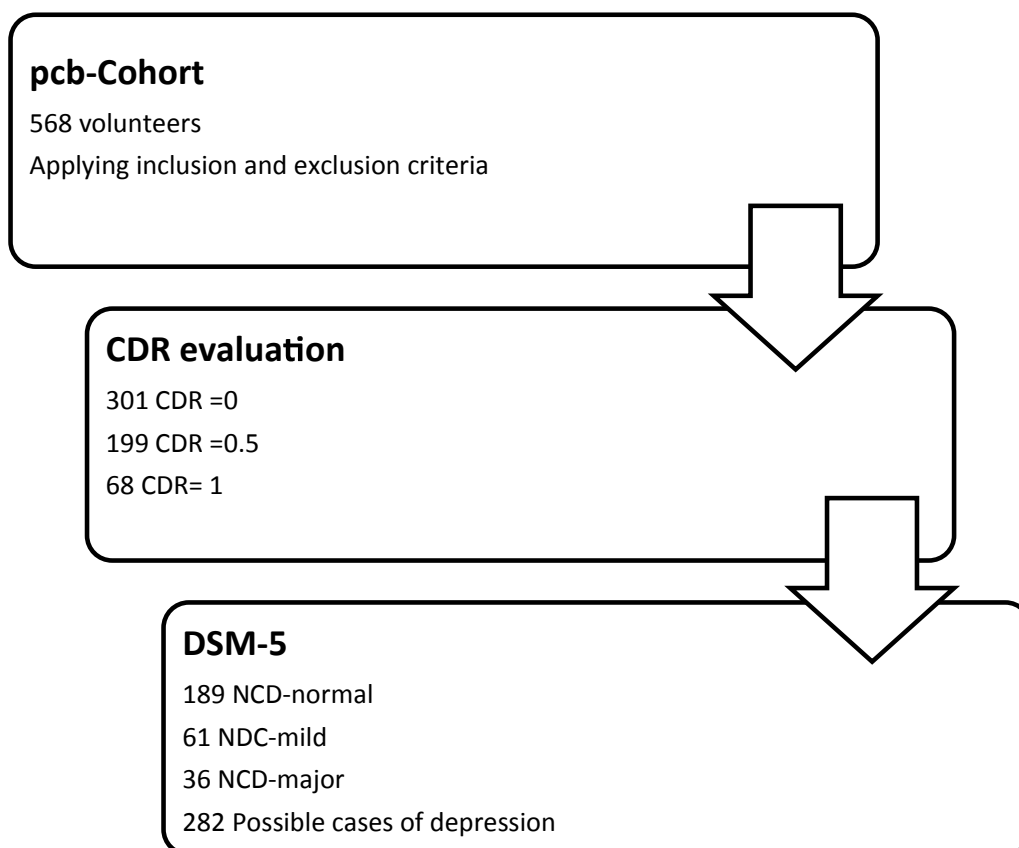 pcb-Cohort
568 volunteers
Applying inclusion and exclusion criteria
CDR evaluation
301 CDR =0
199 CDR =0.5
68 CDR= 1
DSM-5
189 NCD-normal
61 NDC-mild
36 NCD-major
282 Possible cases of depression